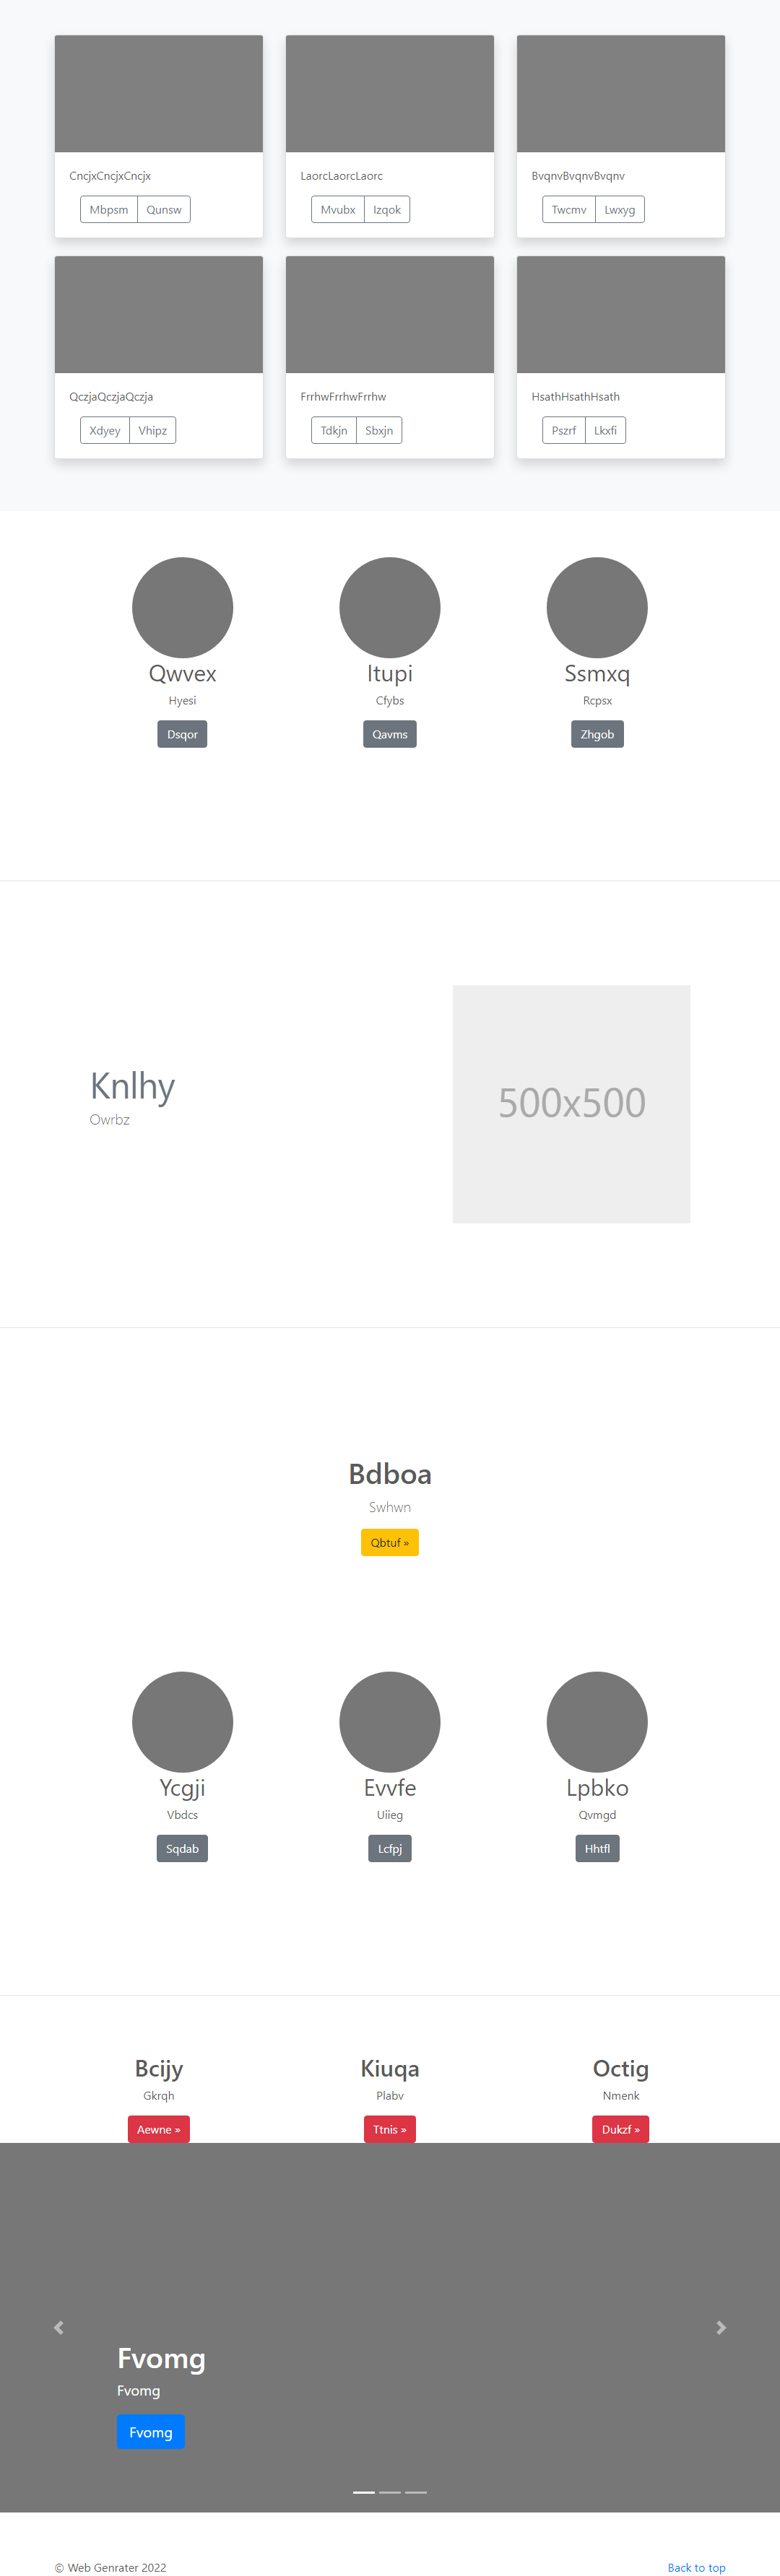 CncjxCncjxCncjx
LaorcLaorcLaorc
BvqnvBvqnvBvqnv
Mbpsm Qunsw
Mvubx Izqok
Twcmv Lwxyg
QczjaQczjaQczja
FrrhwFrrhwFrrhw
HsathHsathHsath
Xdyey Vhipz
Tdkjn Sbxjn
Pszrf Lkxfi
Qwvex
Itupi
Ssmxq
Hyesi
Cfybs
Rcpsx
Dsqor
Qavms
Zhgob
Knlhy
Owrbz
500x500
Bdboa
Swhwn
Qbtuf »
Ycgji
Evvfe
Lpbko
Vbdcs
Uiieg
Qvmgd
Sqdab
Lcfpj
Hhtfl
Bcijy
Kiuqa
Octig
Gkrqh
Plabv
Nmenk
Aewne »
Ttnis »
Dukzf »
Fvomg
Fvomg
Fvomg
© Web Genrater 2022
Back to top